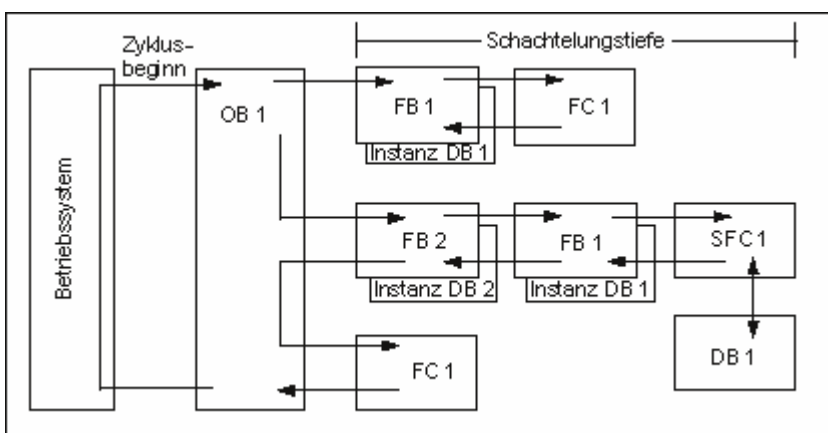 Zyklus-
beginn
Schachtelungstiefe
Betriebssystem
OB 1
FB 1
Instanz DB 1
FC 1
FB 2
Instanz DB 2
FB 1
Instanz DB 1
SFC 1
FC 1
DB 1